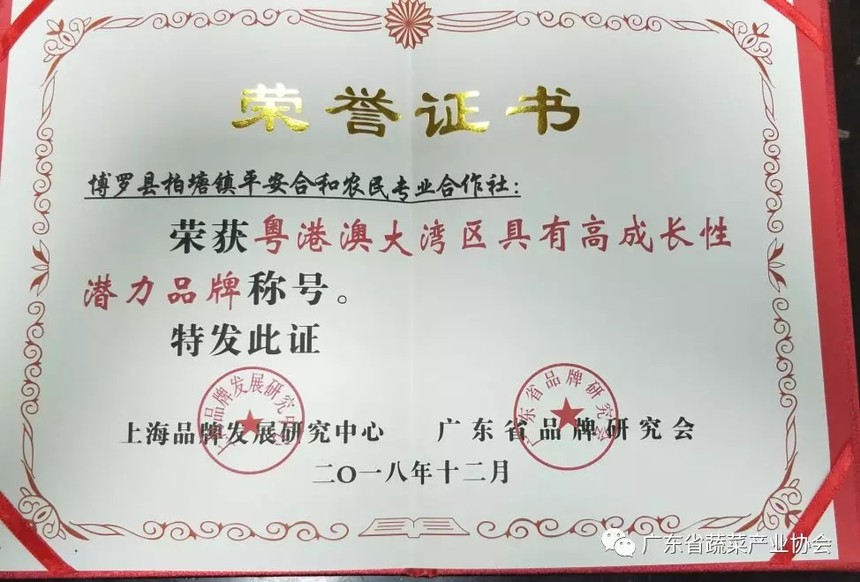 荣誉证书
博罗县柏塘镇平安合和农民专业合作社：
荣获粤港澳大湾区具有高成长性
潜力品牌称号。
特发此证
上海品牌发展研究中心 广东省品牌研究会
二〇一八年十二月
广东省蔬菜产业协会